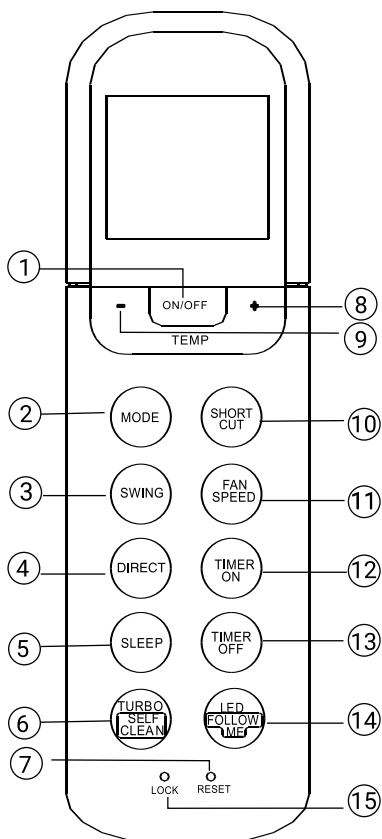 1
ON/OFF
- +
8
9
TEMP
2
MODE
SHORT
CUT
10
3
SWING
FAN
SPEED
11
4
DIRECT
TIMER
ON
12
5
SLEEP
TIMER
OFF
13
6
TURBO
SELF
CLEAN
LED
FOLLOW
ME
14
7
LOCK
RESET
15